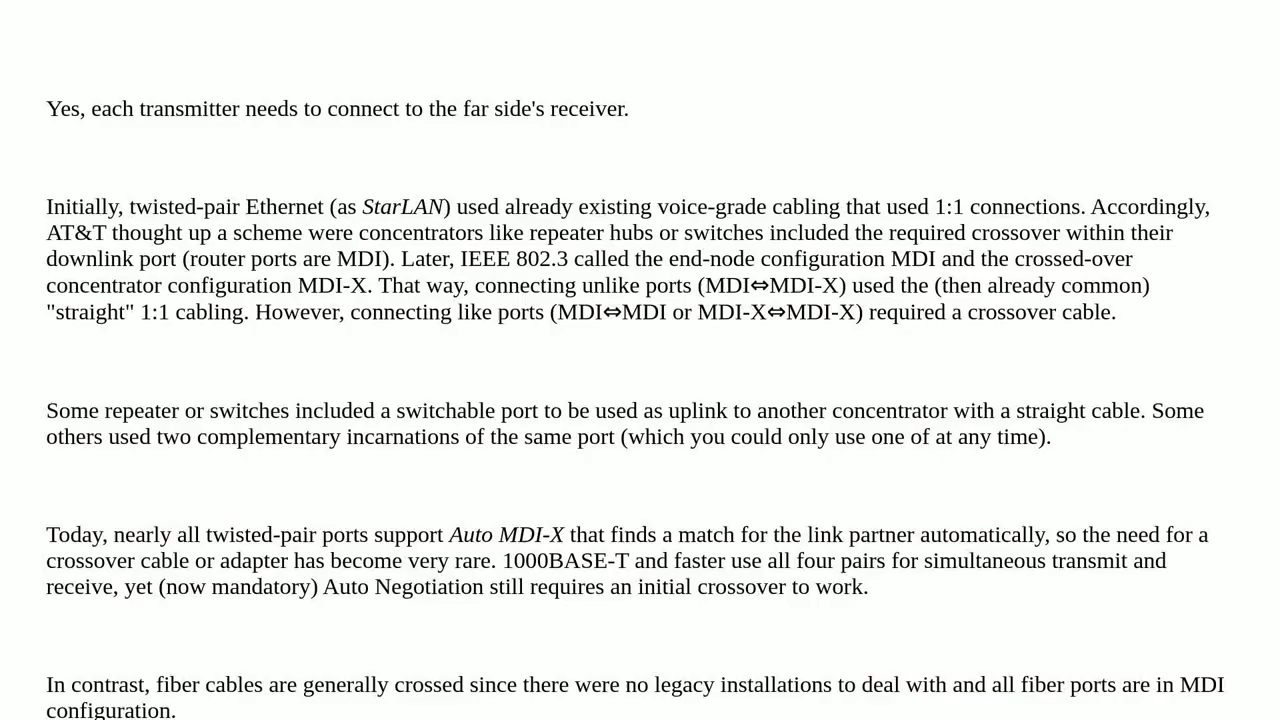 Yes, each transmitter needs to connect to the far side's receiver.
Initially, twisted-pair Ethernet (as StarLAN) used already existing voice-grade cabling that used 1:1 connections. Accordingly,
AT&T thought up a scheme were concentrators like repeater hubs or switches included the required crossover within their
downlink port (router ports are MDI). Later, IEEE 802.3 called the end-node configuration MDI and the crossed-over
concentrator configuration MDI-X. That way, connecting unlike ports (MDI⇔MDI-X) used the (then already common)
"straight" 1:1 cabling. However, connecting like ports (MDI⇔MDI or MDI-X⇔MDI-X) required a crossover cable.
Some repeater or switches included a switchable port to be used as uplink to another concentrator with a straight cable. Some
others used two complementary incarnations of the same port (which you could only use one of at any time).
Today, nearly all twisted-pair ports support Auto MDI-X that finds a match for the link partner automatically, so the need for a
crossover cable or adapter has become very rare. 1000BASE-T and faster use all four pairs for simultaneous transmit and
receive, yet (now mandatory) Auto Negotiation still requires an initial crossover to work.
In contrast, fiber cables are generally crossed since there were no legacy installations to deal with and all fiber ports are in MDI
configuration.